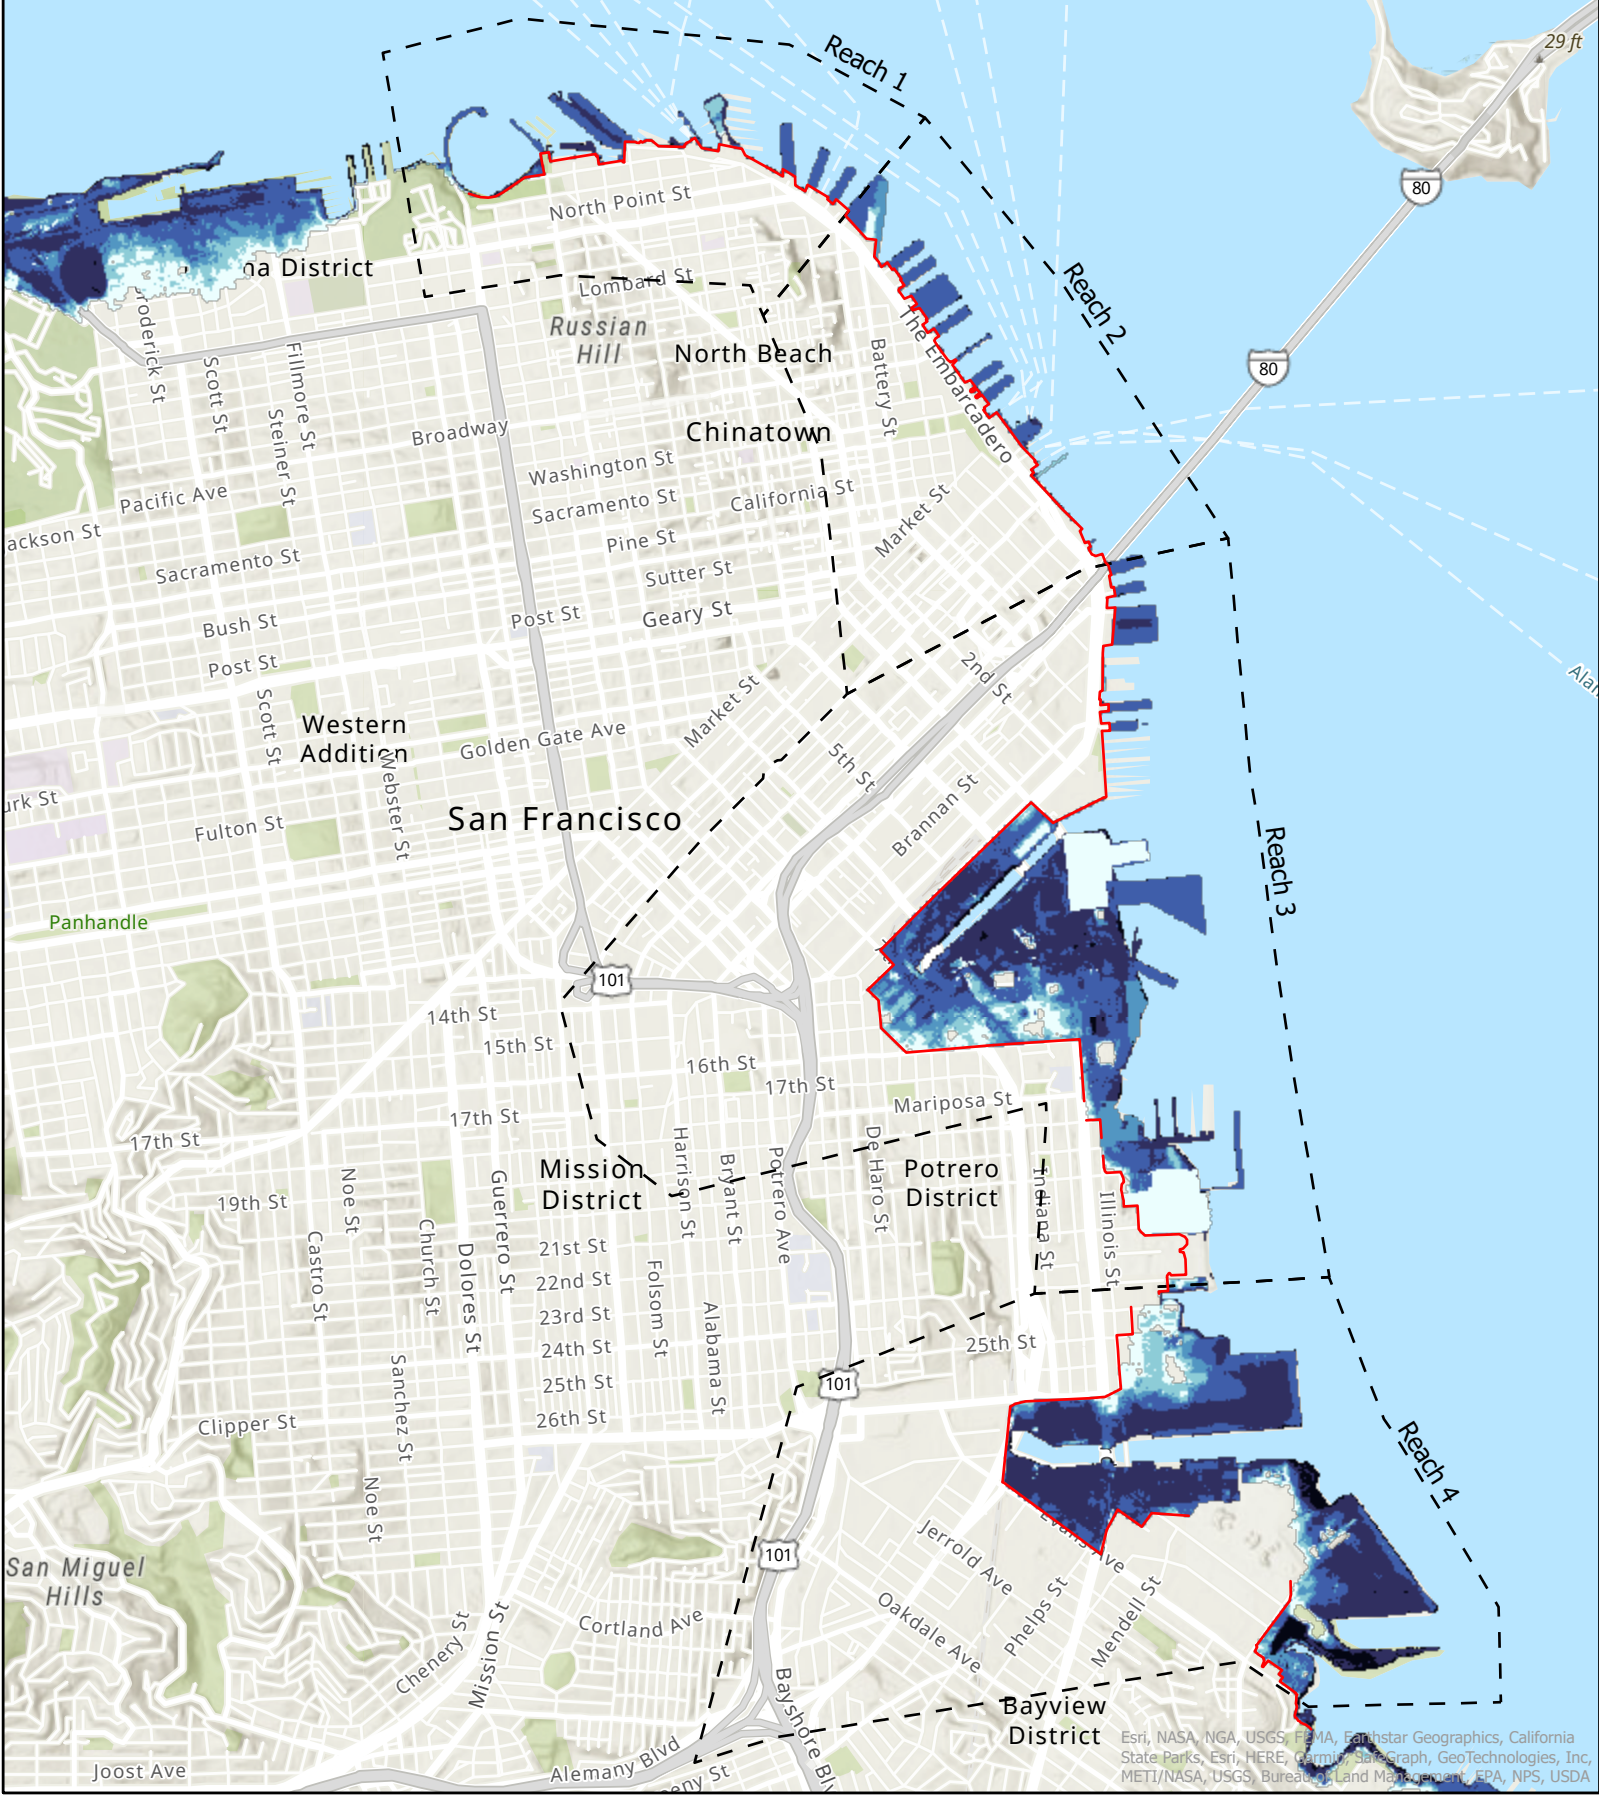 29 ft
Reach 1
80
North Point St
na District
Lombard St
Reach 2
Russian
Hill
North Beach
The Embarcadero
Broderick St
Scott St
Fillmore St
Steiner St
Battery St
80
Broadway
Chinatown
Washington St
Pacific Ave
Sacramento St
California St
Market St
ackson St
Pine St
Sacramento St
Sutter St
Bush St
Post St
Geary St
Post St
2nd St
Alam
Scott St
Western
Addition
Market St
Golden Gate Ave
5th St
Webster St
urk St
Fulton St
San Francisco
Brannan St
Reach 3
Panhandle
101
14th St
15th St
16th St
17th St
17th St
Mariposa St
17th St
Mission
District
Harrison St
Bryant St
Potrero Ave
De Haro St
Potrero
District
Indiana St
Illinois St
19th St
Noe St
Castro St
Church St
Guerrero St
Dolores St
21st St
22nd St
23rd St
24th St
25th St
26th St
Folsom St
Alabama St
25th St
101
Clipper St
Sanchez St
Noe St
Reach 4
101
San Miguel
Hills
Evans Ave
Jerrold Ave
Oakdale Ave
Phelps St
Mendell St
Cortland Ave
Chenery St
Mission St
Bayshore Blv
Bayview
District
Alemany Blvd
Joost Ave
eny St
Esri, NASA, NGA, USGS, FEMA, Earthstar Geographics, California
State Parks, Esri, HERE, Garmin, SafeGraph, GeoTechnologies, Inc,
METI/NASA, USGS, Bureau of Land Management, EPA, NPS, USDA